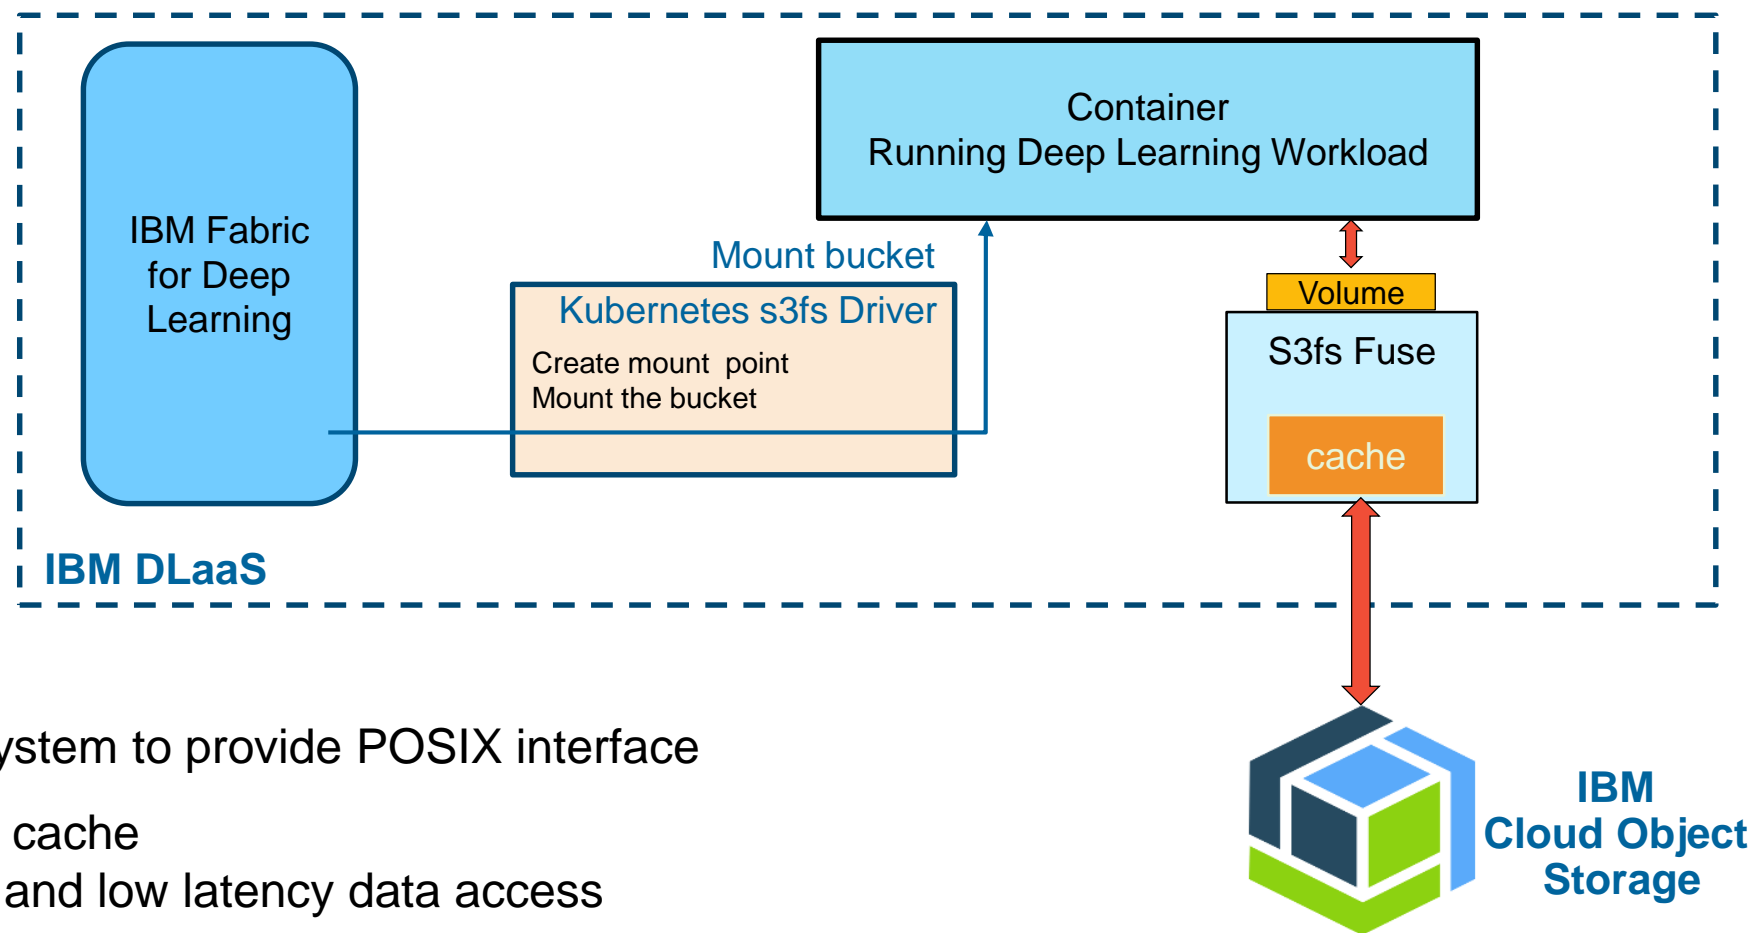 Container
Running Deep Learning Workload
IBM Fabric
for Deep
Learning
Mount bucket
Kubernetes s3fs Driver
Create mount point
Mount the bucket
Volume
S3fs Fuse
cache
IBM DLaaS
ystem to provide POSIX interface
cache
and low latency data access
IBM
Cloud Object
Storage